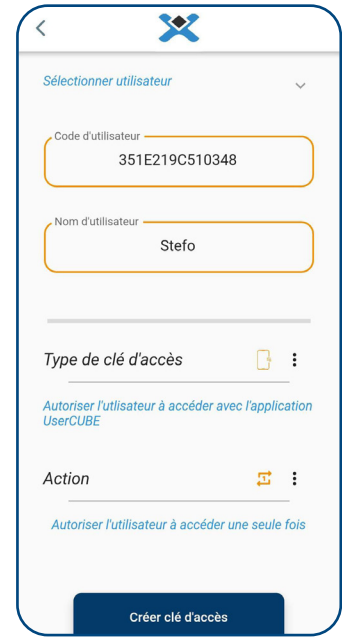 Sélectionner utilisateur
Code d'utilisateur
351E219C510348
Nom d'utilisateur
Stefo
Type de clé d'accès
Autoriser l'utlisateur à accéder avec l'application
UserCUBE
Action
Autoriser l'utilisateur à accéder une seule fois
Créer clé d'accès